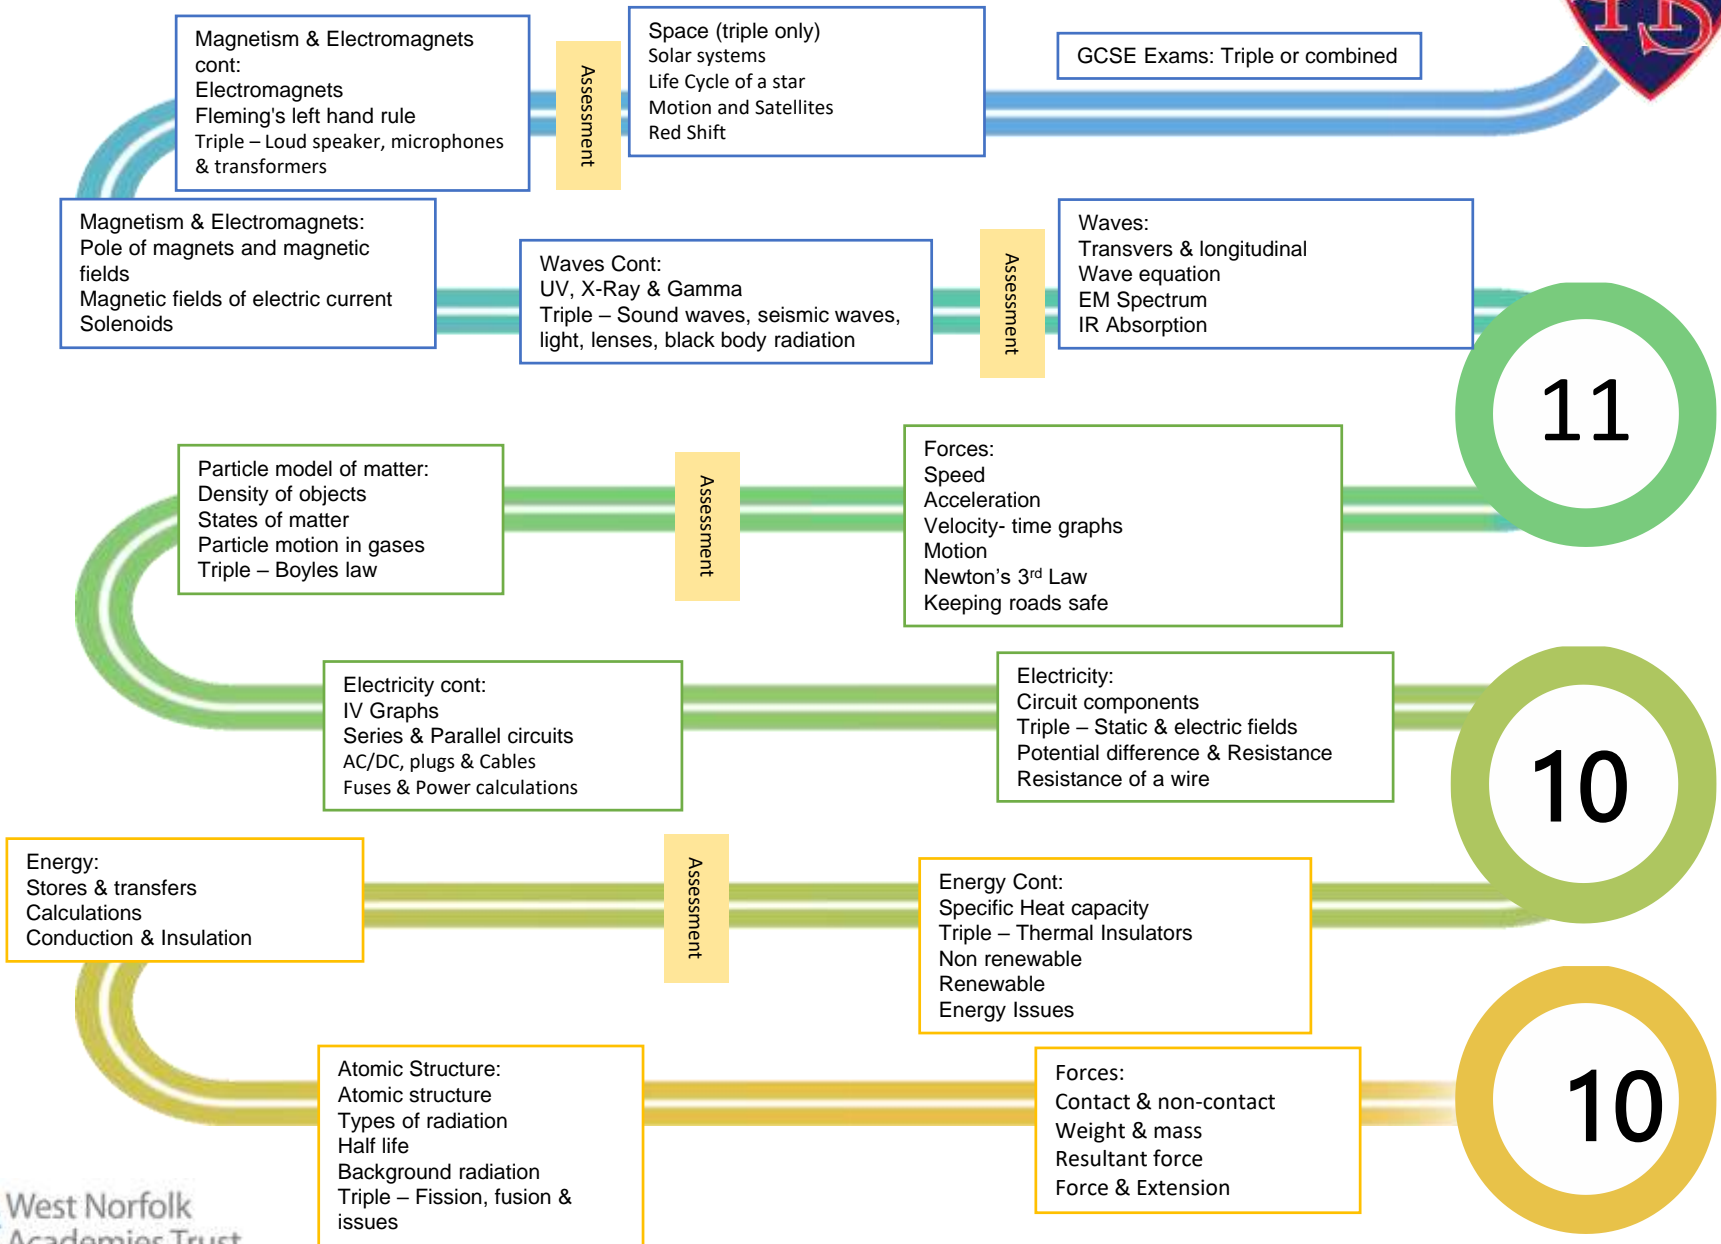 Magnetism & Electromagnets
cont:
Electromagnets
Fleming's left hand rule
Triple – Loud speaker, microphones
& transformers
Assessment
Space (triple only)
Solar systems
Life Cycle of a star
Motion and Satellites
Red Shift
GCSE Exams: Triple or combined
Magnetism & Electromagnets:
Pole of magnets and magnetic
fields
Magnetic fields of electric current
Solenoids
Waves Cont:
UV, X-Ray & Gamma
Triple – Sound waves, seismic waves,
light, lenses, black body radiation
Assessment
Waves:
Transvers & longitudinal
Wave equation
EM Spectrum
IR Absorption
11
Particle model of matter:
Density of objects
States of matter
Particle motion in gases
Triple – Boyles law
Assessment
Forces:
Speed
Acceleration
Velocity- time graphs
Motion
Newton's 3rd Law
Keeping roads safe
Electricity cont:
IV Graphs
Series & Parallel circuits
AC/DC, plugs & Cables
Fuses & Power calculations
Electricity:
Circuit components
Triple – Static & electric fields
Potential difference & Resistance
Resistance of a wire
10
Energy:
Stores & transfers
Calculations
Conduction & Insulation
Assessment
Energy Cont:
Specific Heat capacity
Triple – Thermal Insulators
Non renewable
Renewable
Energy Issues
Atomic Structure:
Atomic structure
Types of radiation
Half life
Background radiation
Triple – Fission, fusion &
issues
Forces:
Contact & non-contact
Weight & mass
Resultant force
Force & Extension
10
West Norfolk
Academies Trust